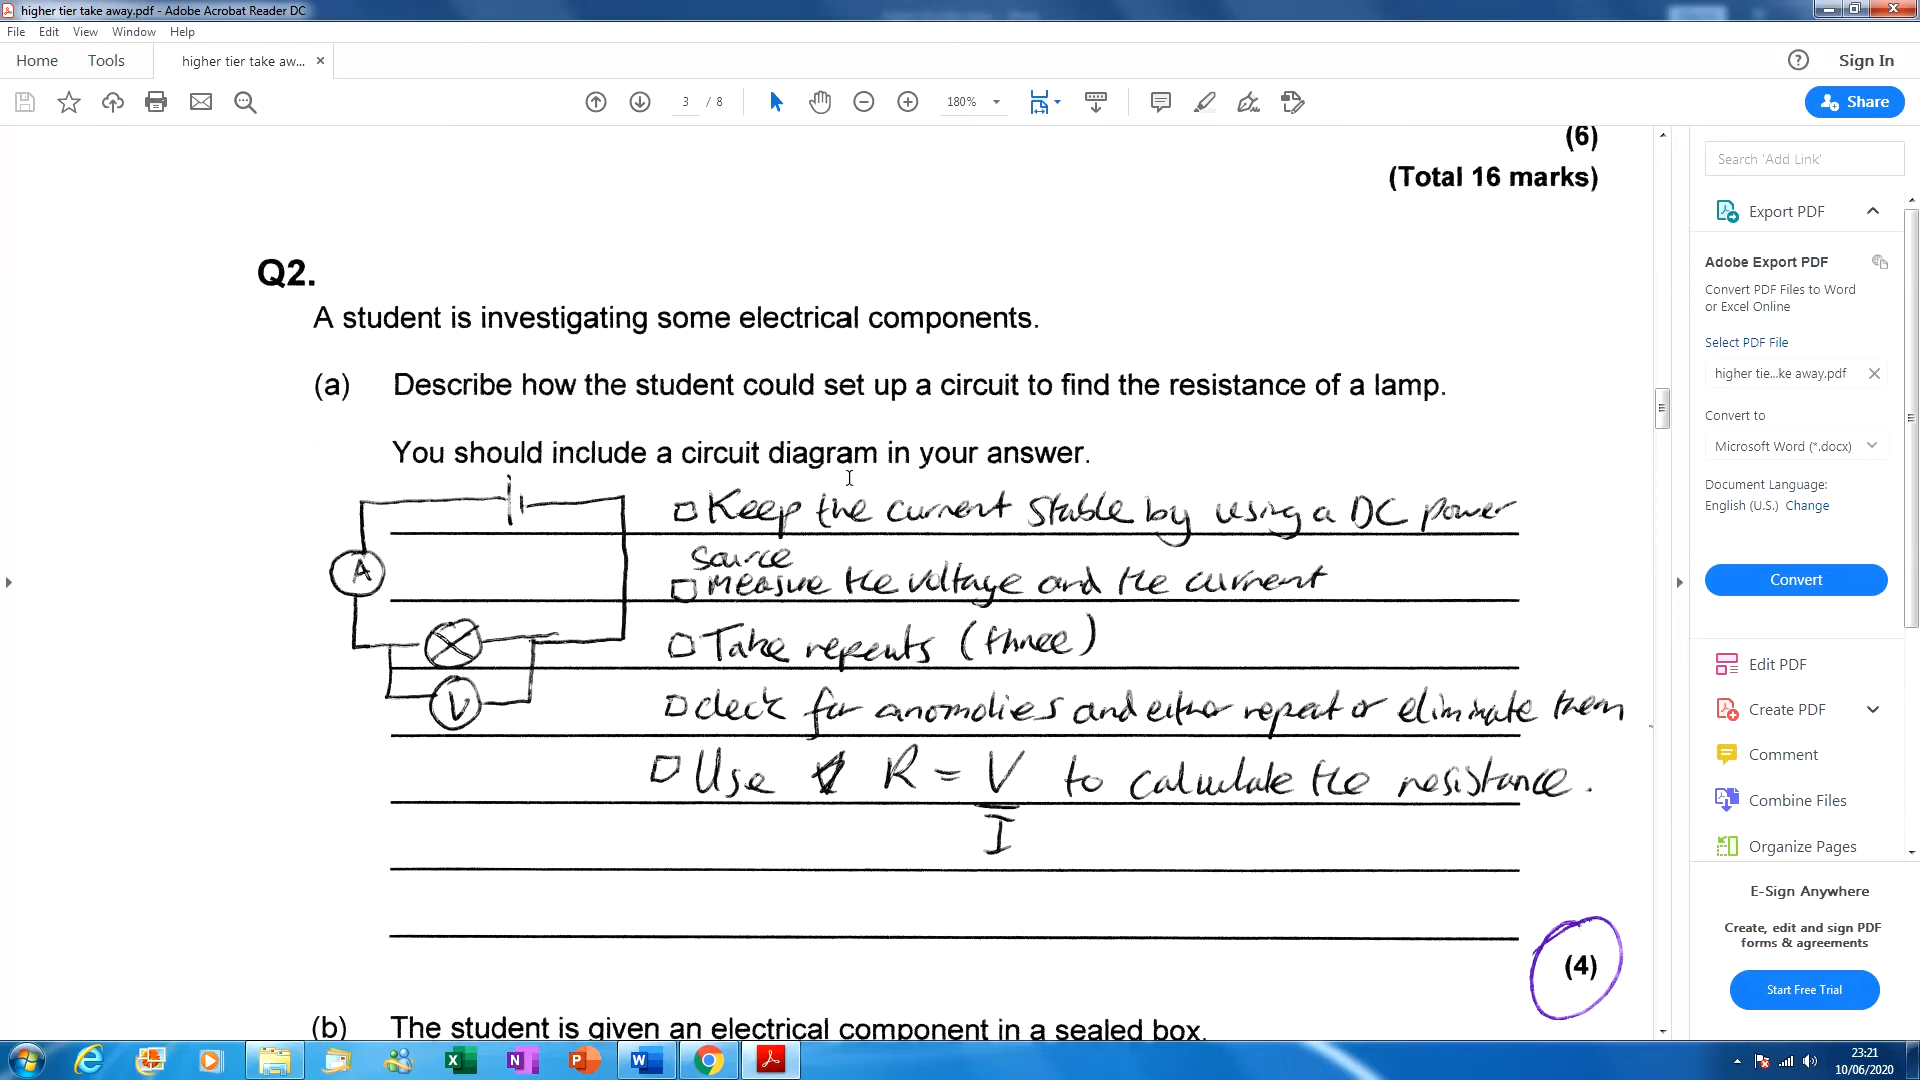 higher tier take away.pdf - Adobe Acrobat Reader DC
File Edit View Window Help
Home Tools higher tier take aw... × Sign In
3 / 8 180% Share
(6)
(Total 16 marks)
Q2.
A student is investigating some electrical components.
(a) Describe how the student could set up a circuit to find the resistance of a lamp.
You should include a circuit diagram in your answer.
Keep the current stable by using a DC power
source
A
measure the voltage and the current
Take repeats (three)
V
check for anomolies and either repeat or eliminate them
Use R = V to calculate the resistance.
I
(4)
(b) The student is given an electrical component in a sealed box.
Search 'Add Link'
Export PDF
Adobe Export PDF
Convert PDF Files to Word
or Excel Online
Select PDF File
higher tie...ke away.pdf
Convert to
Microsoft Word (*.docx)
Document Language:
English (U.S.) Change
Convert
Edit PDF
Create PDF
Comment
Combine Files
Organize Pages
E-Sign Anywhere
Create, edit and sign PDF
forms & agreements
Start Free Trial
23:21
10/06/2020